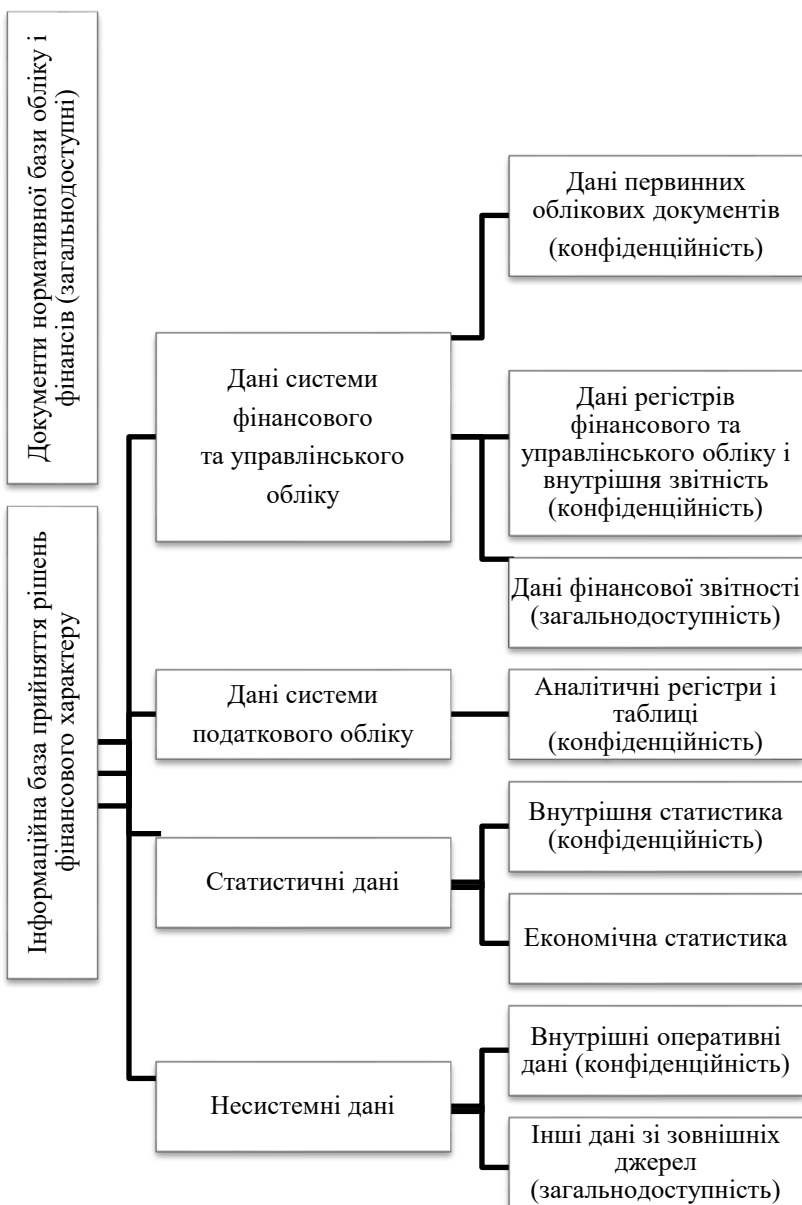 Документи нормативної бази обліку і
фінансів (загальнодоступні)
Інформаційна база прийняття рішень
фінансового характеру
Дані системи
фінансового
та управлінського
обліку
Дані первинних
облікових документів
(конфіденційність)
Дані регістрів
фінансового та
управлінського обліку і
внутрішня звітність
(конфіденційність)
Дані фінансової звітності
(загальнодоступність)
Дані системи
податкового обліку
Аналітичні регістри і
таблиці
(конфіденційність)
Статистичні дані
Внутрішня статистика
(конфіденційність)
Економічна статистика
Несистемні дані
Внутрішні оперативні
дані (конфіденційність)
Інші дані зі зовнішніх
джерел
(загальнодоступність)